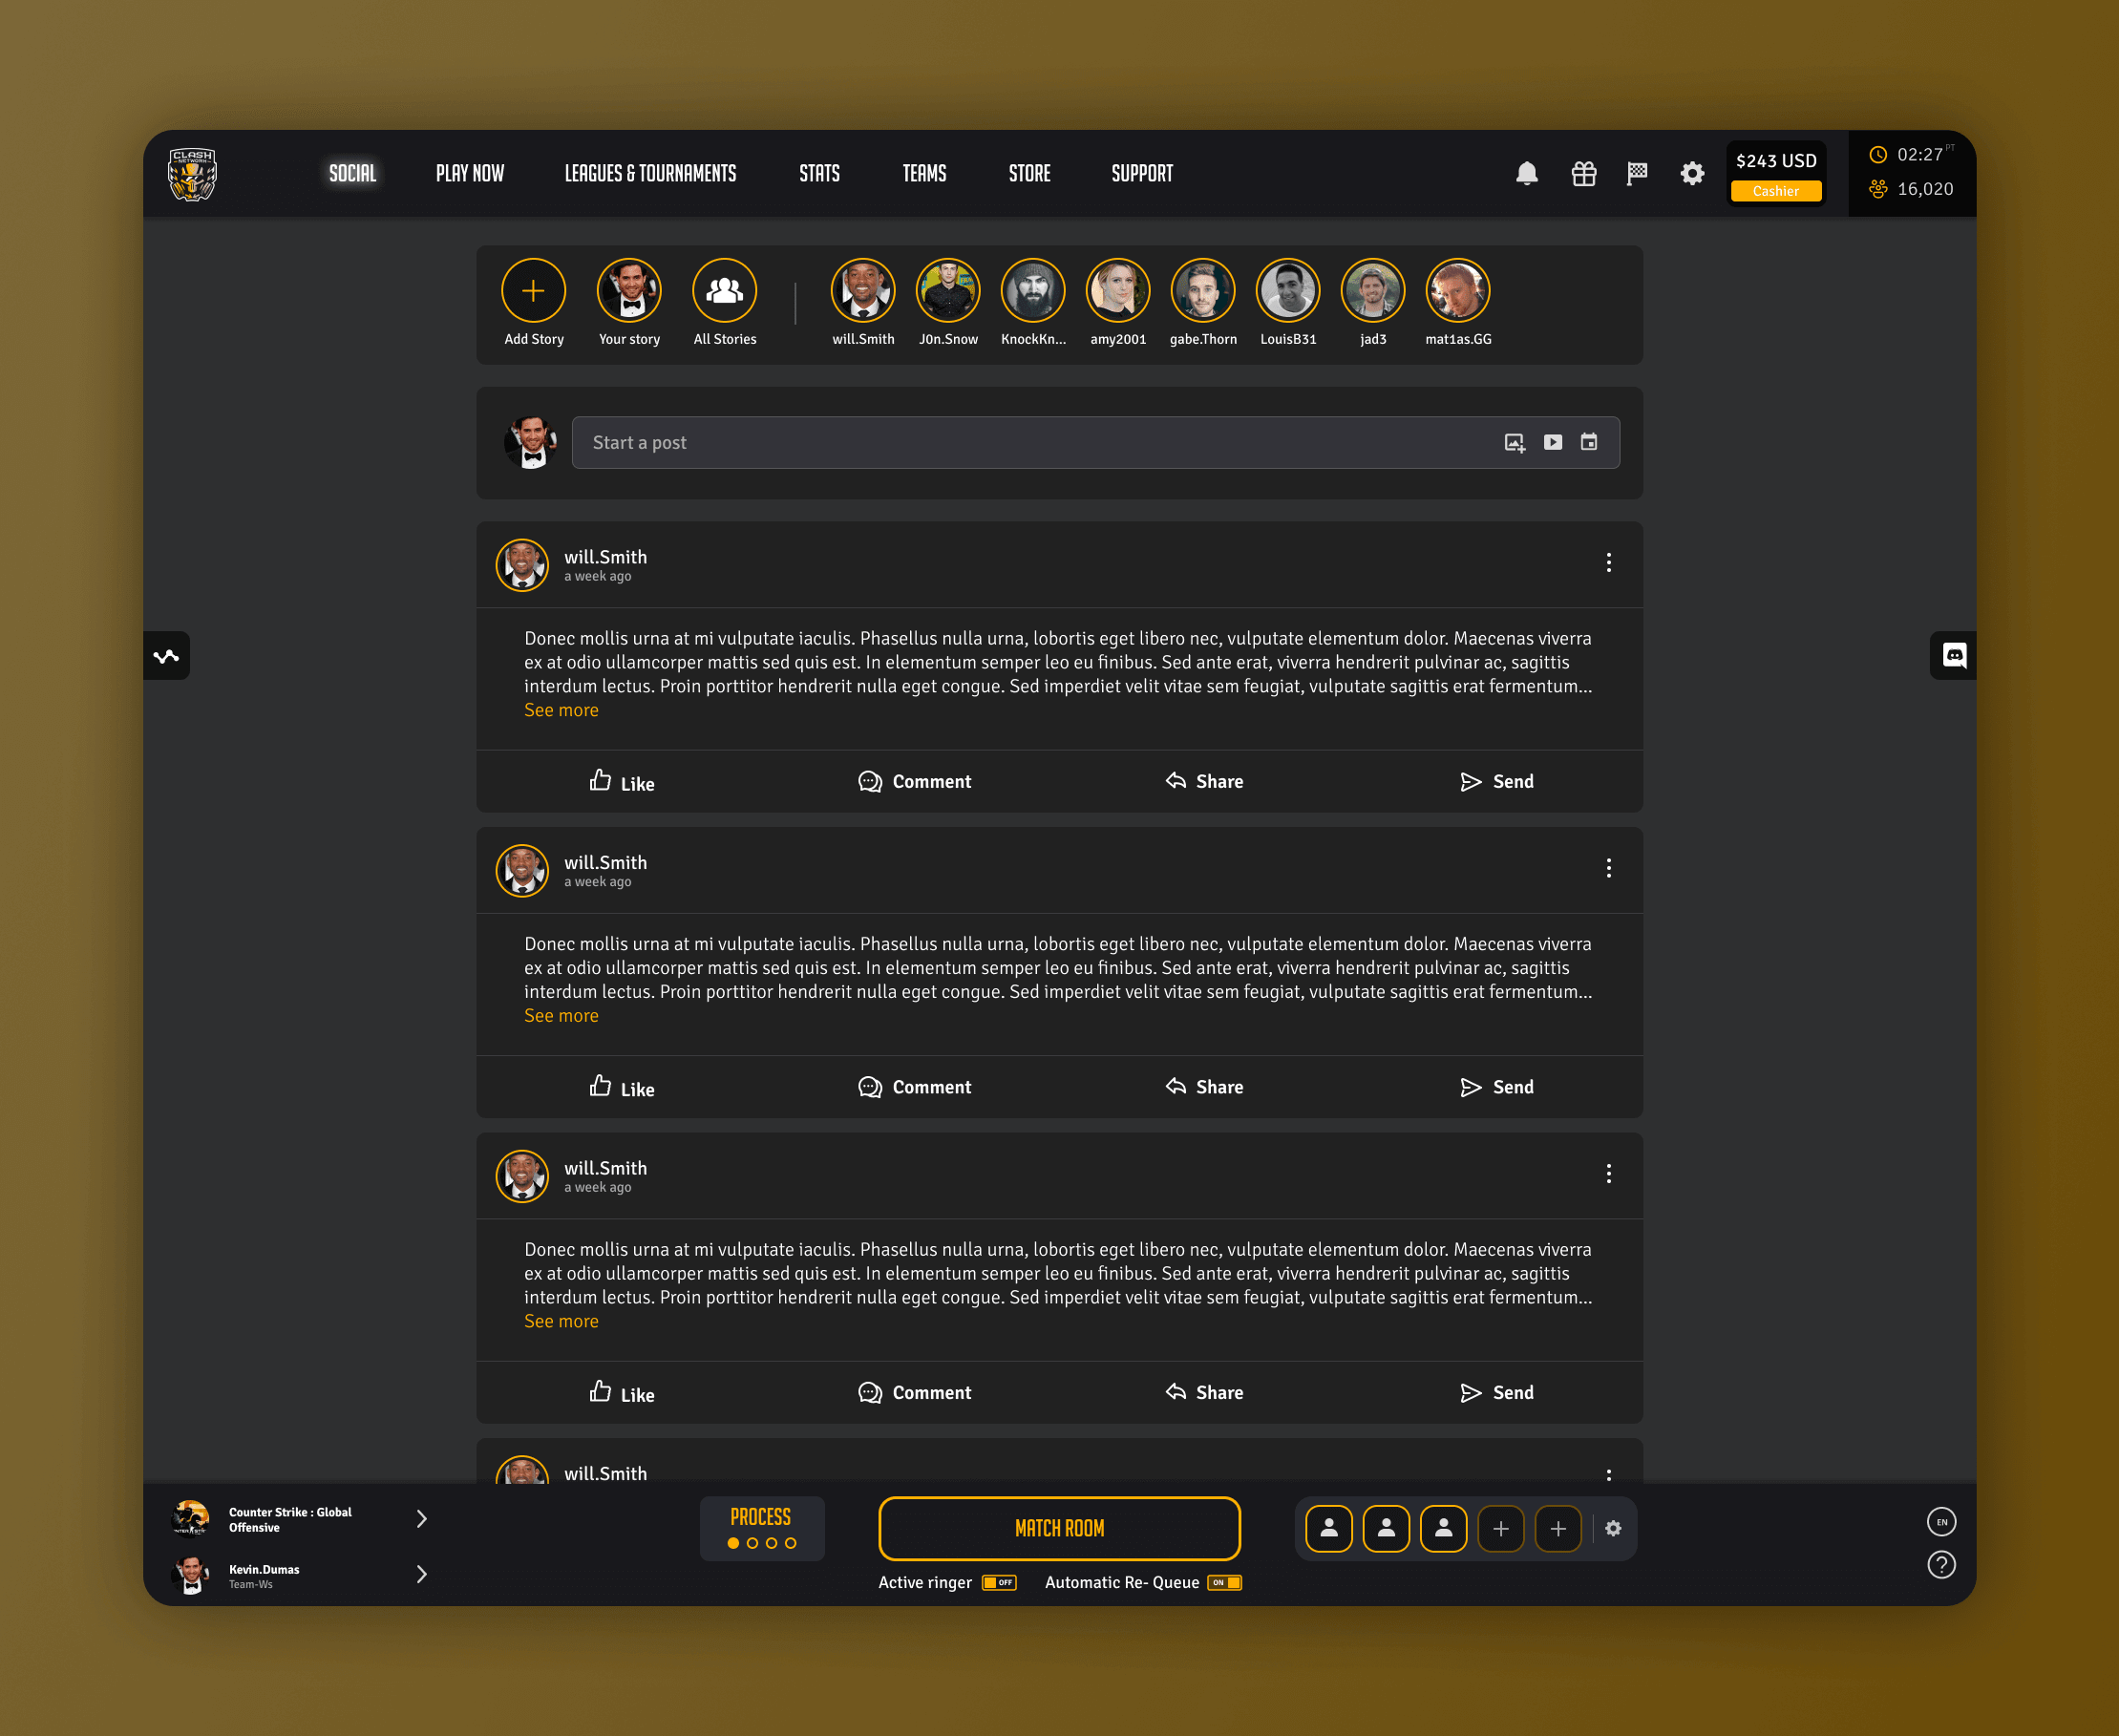 CLASH
NETWORK
SOCIAL
PLAY NOW
LEAGUES & TOURNAMENTS
STATS
TEAMS
STORE
SUPPORT
$243 USD
Cashier
02:27 PT
16,020
Add Story
Your story
All Stories
will.Smith
J0n.Snow
KnockKn...
amy2001
gabe.Thorn
LouisB31
jad3
mat1as.GG
Start a post
will.Smith
a week ago
Donec mollis urna at mi vulputate iaculis. Phasellus nulla urna, lobortis eget libero nec, vulputate elementum dolor. Maecenas viverra
ex at odio ullamcorper mattis sed quis est. In elementum semper leo eu finibus. Sed ante erat, viverra hendrerit pulvinar ac, sagittis
interdum lectus. Proin porttitor hendrerit nulla eget congue. Sed imperdiet velit vitae sem feugiat, vulputate sagittis erat fermentum...
See more
Like
Comment
Share
Send
will.Smith
a week ago
Donec mollis urna at mi vulputate iaculis. Phasellus nulla urna, lobortis eget libero nec, vulputate elementum dolor. Maecenas viverra
ex at odio ullamcorper mattis sed quis est. In elementum semper leo eu finibus. Sed ante erat, viverra hendrerit pulvinar ac, sagittis
interdum lectus. Proin porttitor hendrerit nulla eget congue. Sed imperdiet velit vitae sem feugiat, vulputate sagittis erat fermentum...
See more
Like
Comment
Share
Send
will.Smith
a week ago
Donec mollis urna at mi vulputate iaculis. Phasellus nulla urna, lobortis eget libero nec, vulputate elementum dolor. Maecenas viverra
ex at odio ullamcorper mattis sed quis est. In elementum semper leo eu finibus. Sed ante erat, viverra hendrerit pulvinar ac, sagittis
interdum lectus. Proin porttitor hendrerit nulla eget congue. Sed imperdiet velit vitae sem feugiat, vulputate sagittis erat fermentum...
See more
Like
Comment
Share
Send
will.Smith
Counter Strike : Global
Offensive
Kevin.Dumas
Team-Ws
PROCESS
MATCH ROOM
Active ringer
OFF
Automatic Re- Queue
ON
EN
?